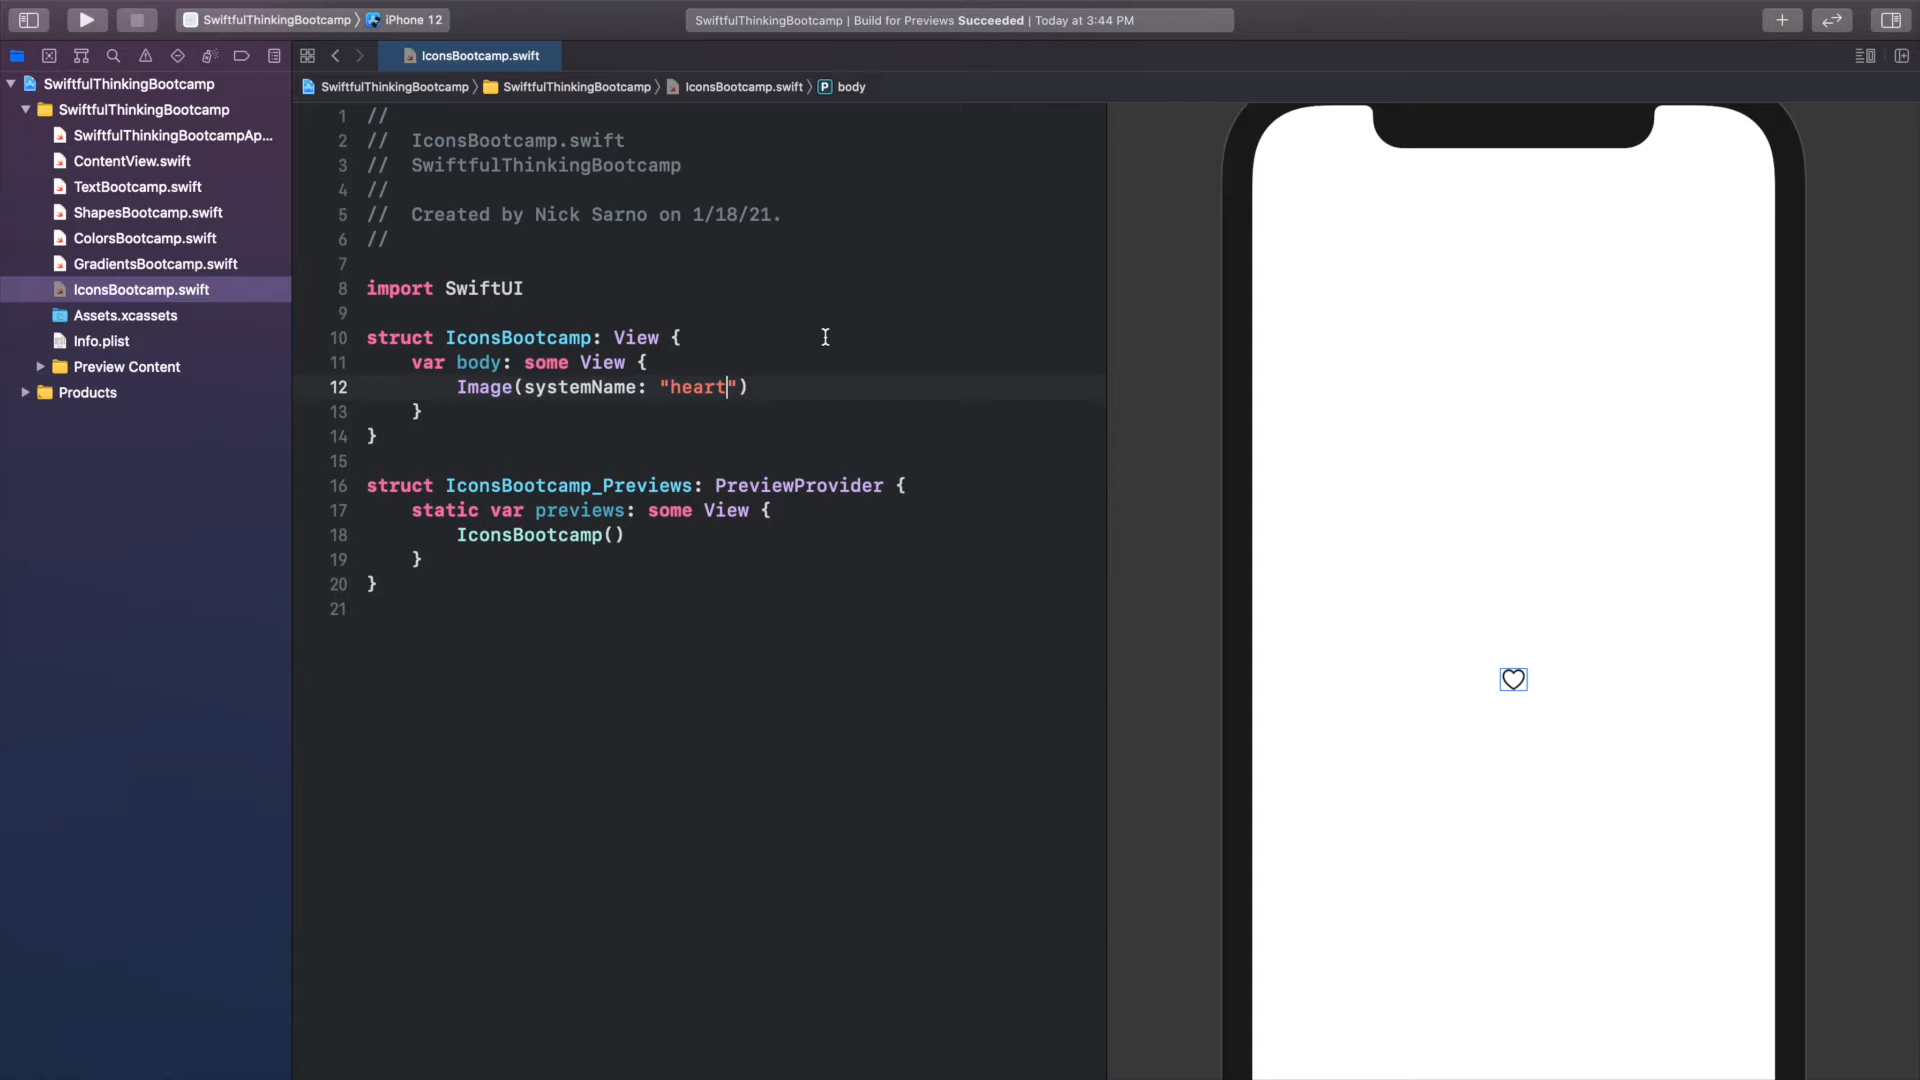 SwiftfulThinkingBootcamp 〉 iPhone 12
SwiftfulThinkingBootcamp | Build for Previews Succeeded | Today at 3:44 PM
IconsBootcamp.swift
SwiftfulThinkingBootcamp 〉 SwiftfulThinkingBootcamp 〉 IconsBootcamp.swift 〉 P body
SwiftfulThinkingBootcamp
SwiftfulThinkingBootcamp
SwiftfulThinkingBootcampAp...
ContentView.swift
TextBootcamp.swift
ShapesBootcamp.swift
ColorsBootcamp.swift
GradientsBootcamp.swift
IconsBootcamp.swift
Assets.xcassets
Info.plist
Preview Content
Products
1 //
2 //  IconsBootcamp.swift
3 //  SwiftfulThinkingBootcamp
4 //
5 //  Created by Nick Sarno on 1/18/21.
6 //
7
8 import SwiftUI
9
10 struct IconsBootcamp: View {
11     var body: some View {
12         Image(systemName: "heart")
13     }
14 }
15
16 struct IconsBootcamp_Previews: PreviewProvider {
17     static var previews: some View {
18         IconsBootcamp()
19     }
20 }
21